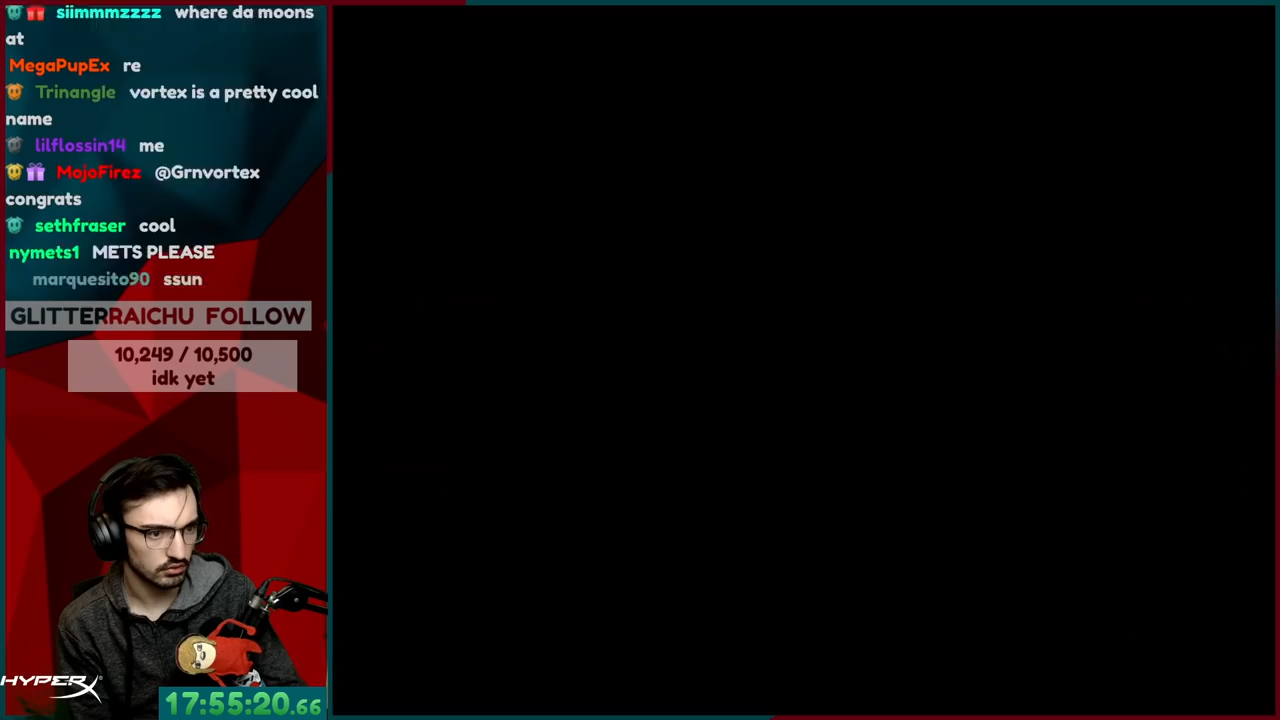 siimmmzzzz where da moons
at
MegaPupEx re
Trinangle vortex is a pretty cool
name
lilflossin14 me
MojoFirez @Grnvortex
congrats
sethfraser cool
nymets1 METS PLEASE
marquesito90 ssun
GLITTERRAICHU FOLLOW
10,249 / 10,500
idk yet
HYPERX
17:55:20.66